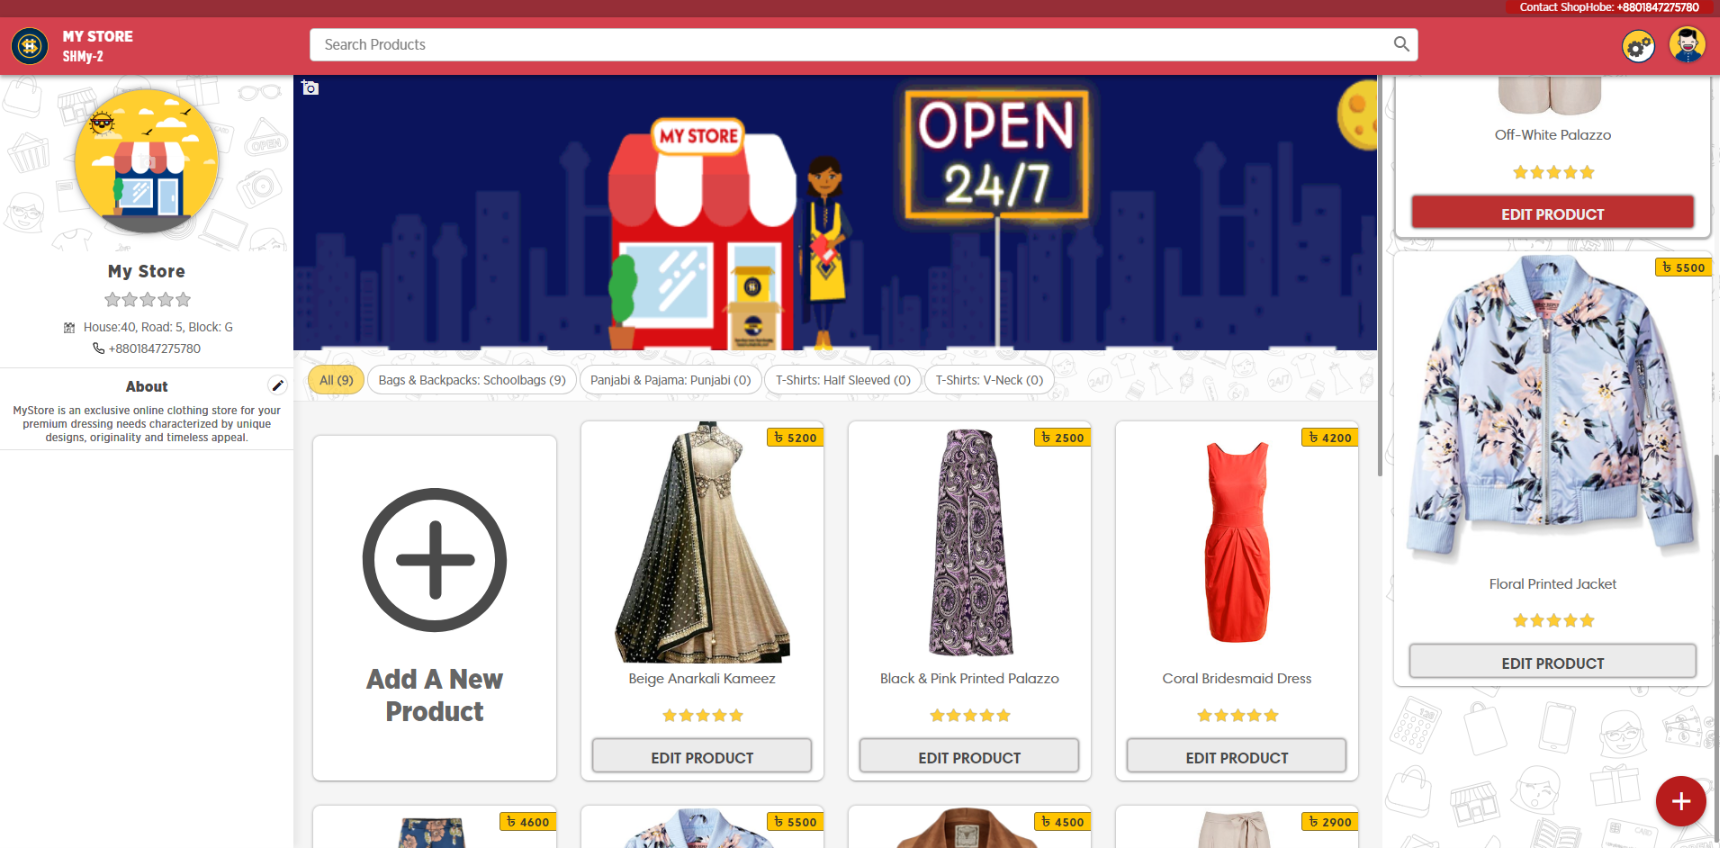 Contact ShopHobe: +8801847275780
MY STORE
SHMy-2
Search Products
My Store
House:40, Road: 5, Block: G
+8801847275780
About
MyStore is an exclusive online clothing store for your
premium dressing needs characterized by unique
designs, originality and timeless appeal.
MY STORE
OPEN
24/7
All (9)
Bags & Backpacks: Schoolbags (9)
Panjabi & Pajama: Punjabi (0)
T-Shirts: Half Sleeved (0)
T-Shirts: V-Neck (0)
Add A New
Product
৳ 5200
Beige Anarkali Kameez
EDIT PRODUCT
৳ 2500
Black & Pink Printed Palazzo
EDIT PRODUCT
৳ 4200
Coral Bridesmaid Dress
EDIT PRODUCT
৳ 4600
৳ 5500
৳ 4500
৳ 2900
Off-White Palazzo
EDIT PRODUCT
৳ 5500
Floral Printed Jacket
EDIT PRODUCT